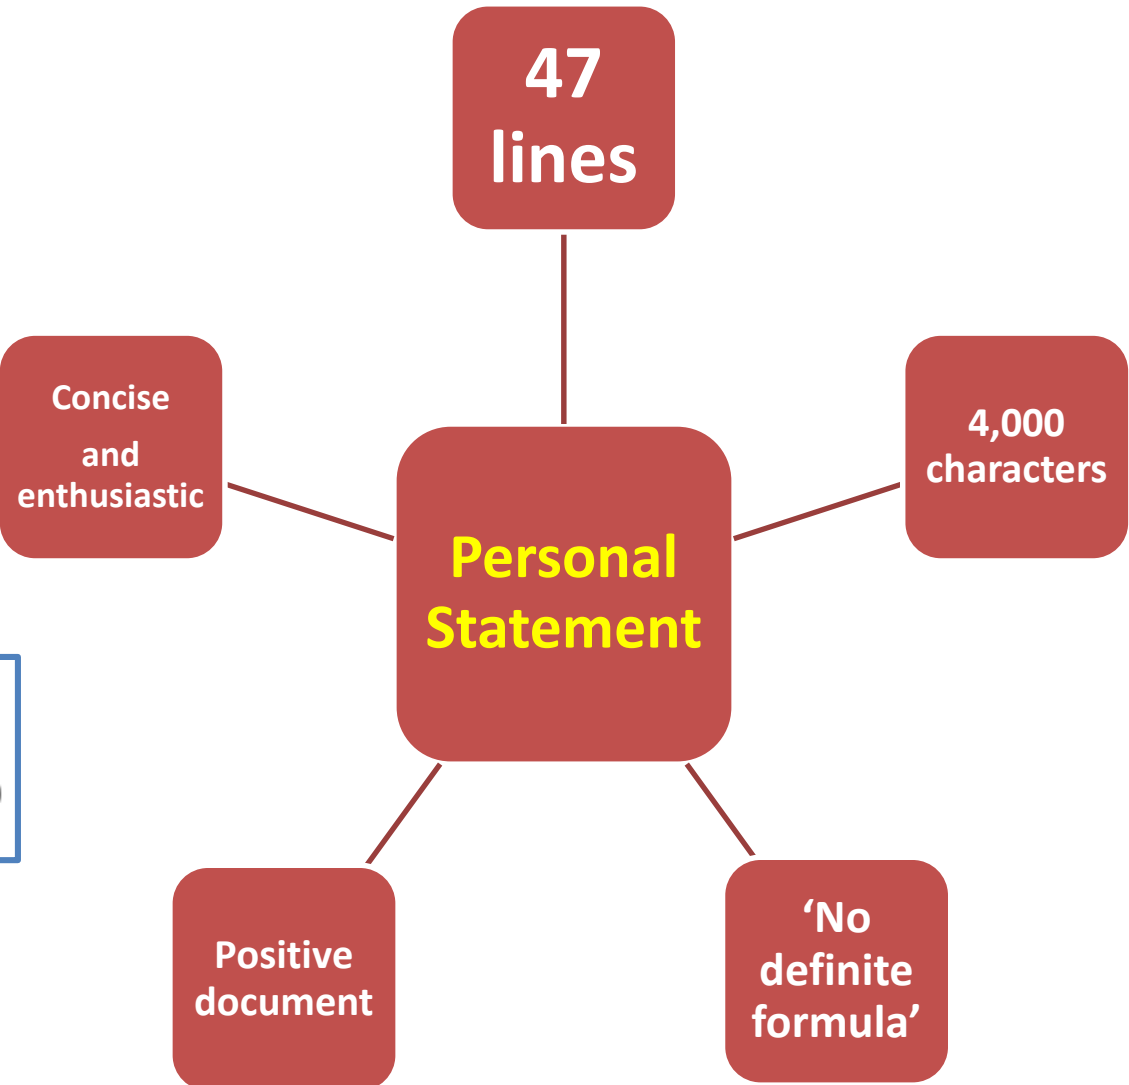 47
lines
Concise
and
enthusiastic
4,000
characters
Personal
Statement
Positive
document
‘No
definite
formula’